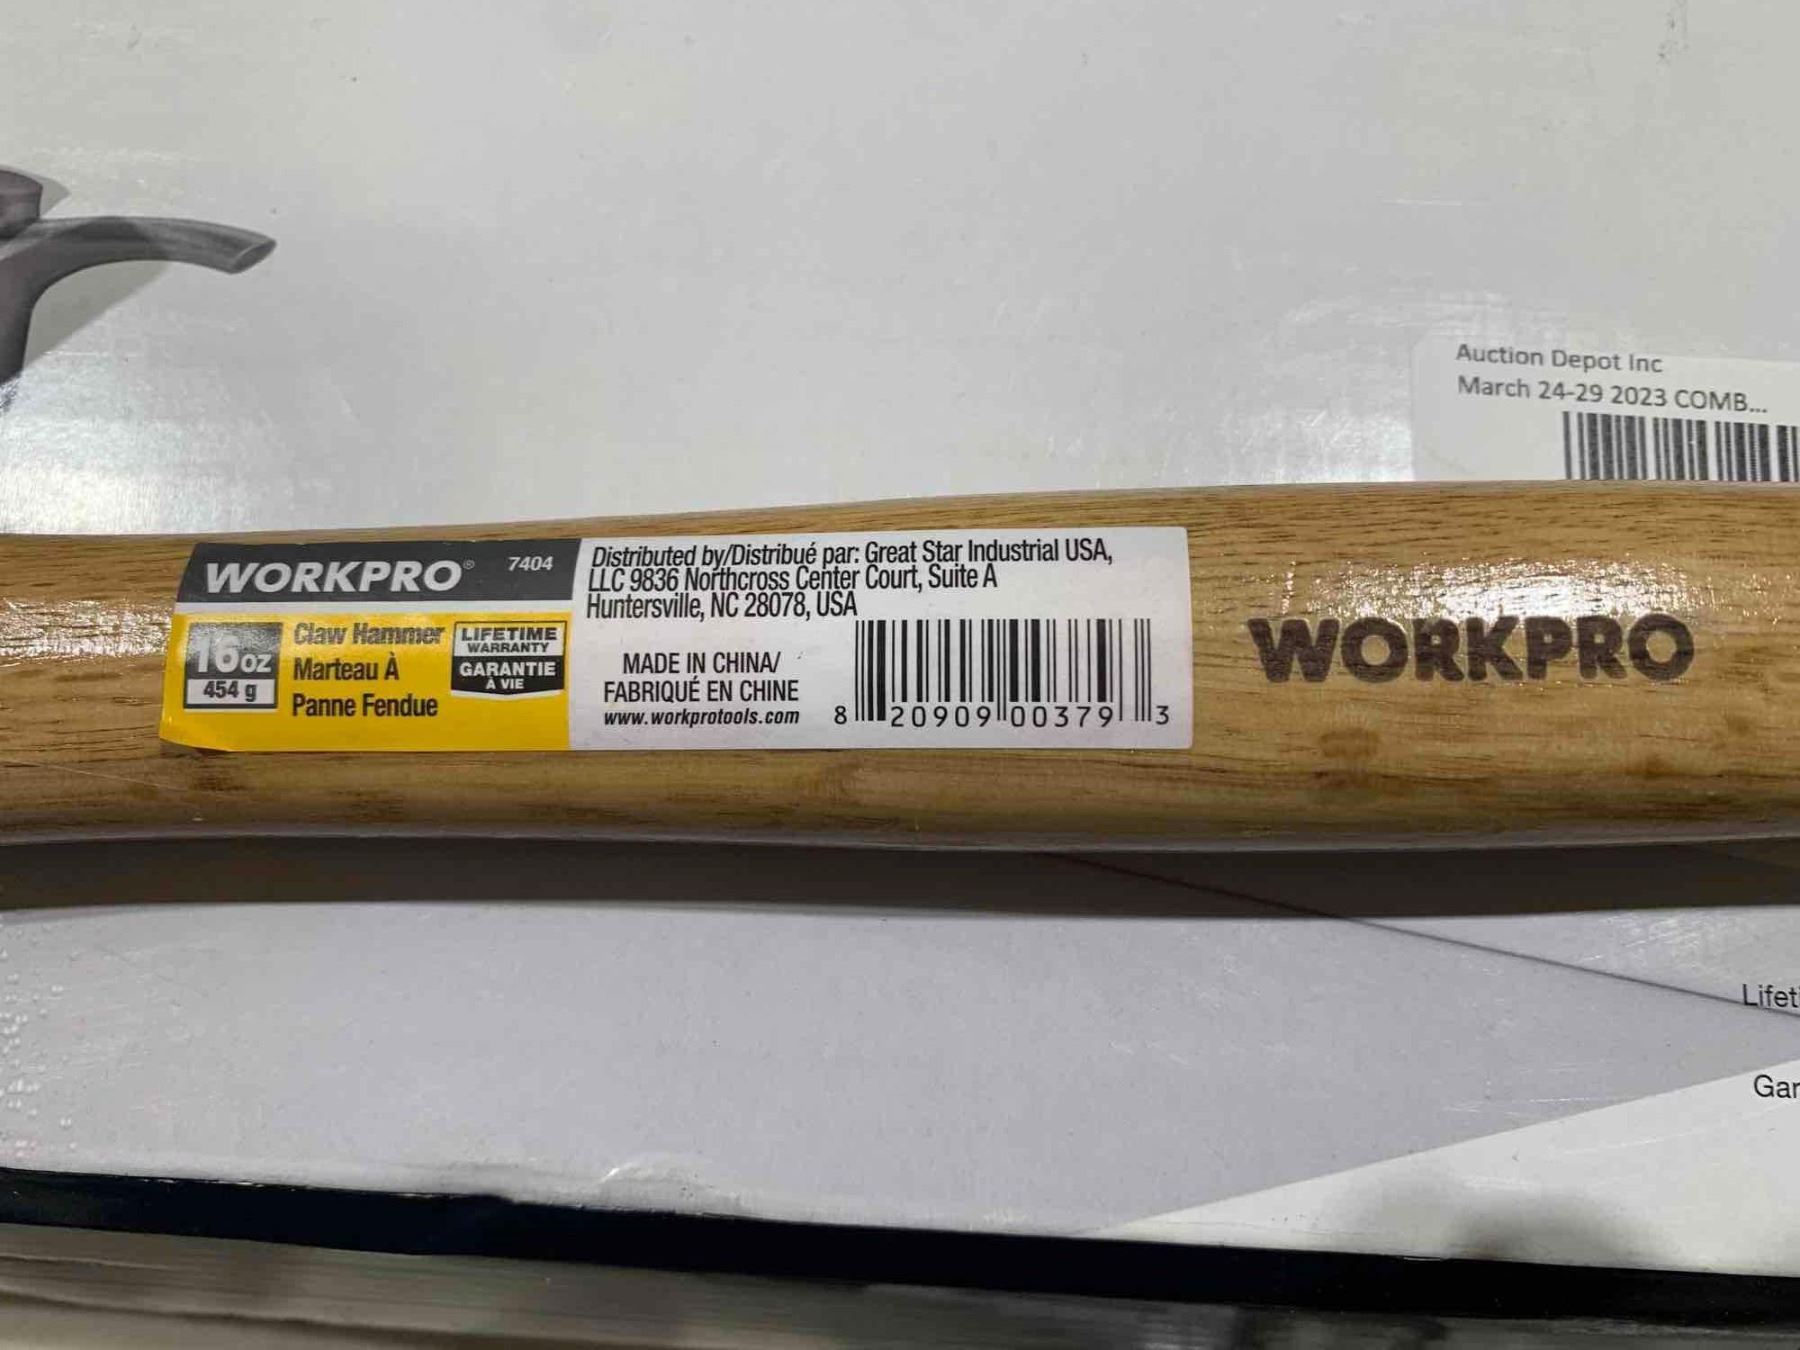 Auction Depot Inc
March 24-29 2023 COMB...
WORKPRO® 7404
16oz
454 g
Claw Hammer
Marteau À
Panne Fendue
LIFETIME
WARRANTY
GARANTIE
À VIE
Distributed by/Distribué par: Great Star Industrial USA,
LLC 9836 Northcross Center Court, Suite A
Huntersville, NC 28078, USA
MADE IN CHINA/
FABRIQUÉ EN CHINE
www.workprotools.com
8 20909 00379 3
WORKPRO